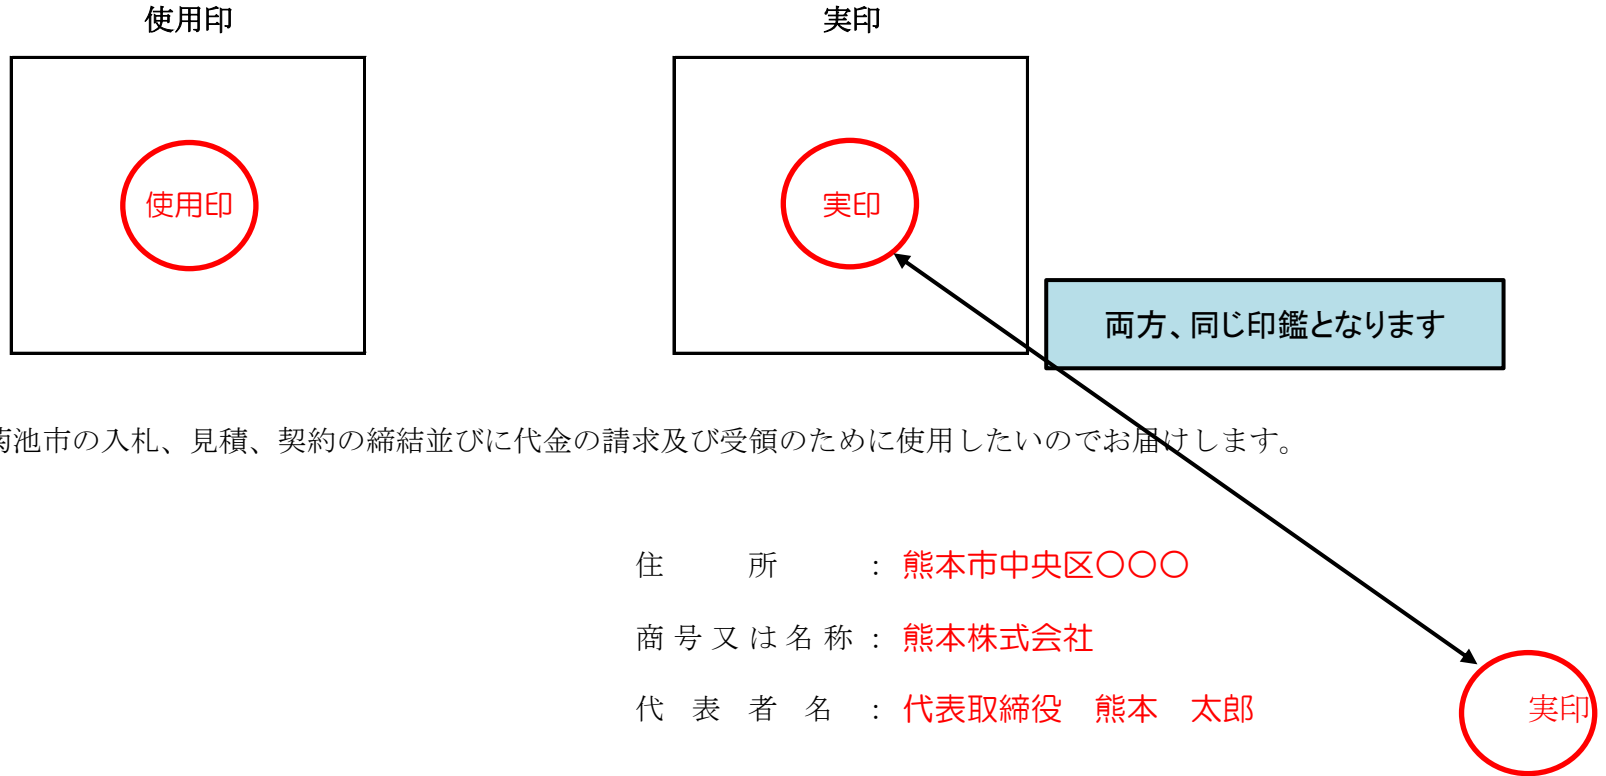 使用印 実印
使用印 実印
両方、同じ印鑑となります
菊池市の入札、見積、契約の締結並びに代金の請求及び受領のために使用したいのでお届けします。
住　　所　： 熊本市中央区〇〇〇
商号又は名称： 熊本株式会社
代　表　者　名　： 代表取締役　熊本　太郎 実印